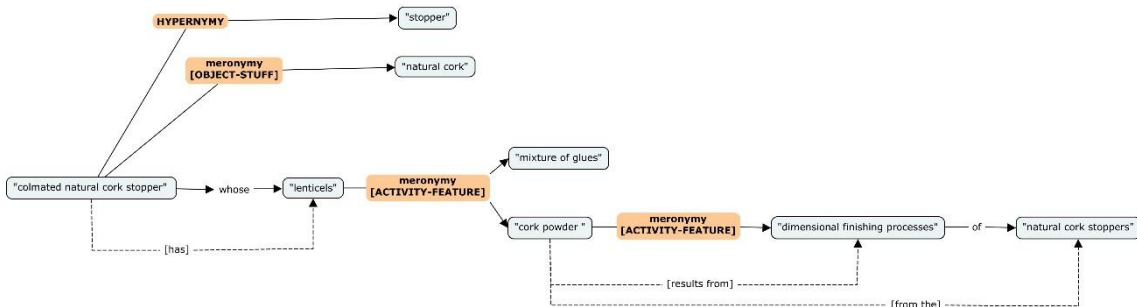 HYPERNYMY
"stopper"
meronymy
[OBJECT-STUFF]
"natural cork"
"mixture of glues"
"colmated natural cork stopper"
whose
"lenticels"
meronymy
[ACTIVITY-FEATURE]
"cork powder "
meronymy
[ACTIVITY-FEATURE]
"dimensional finishing processes"
of
"natural cork stoppers"
[has]
[results from]
[from the]